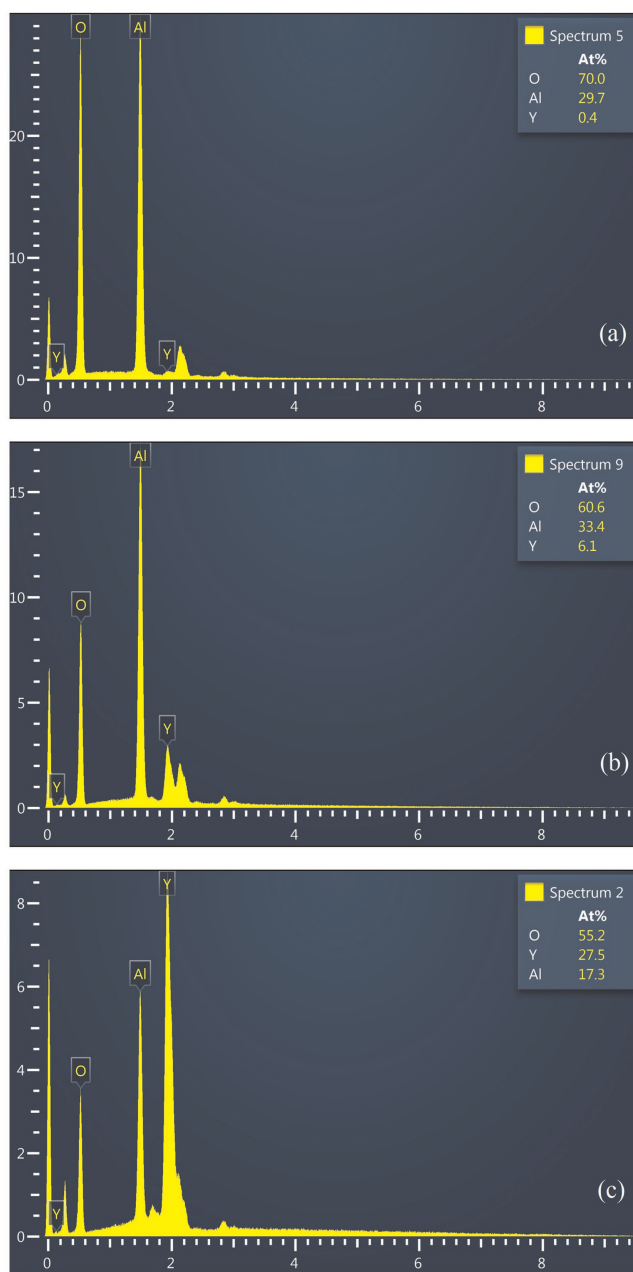 O
Al
Spectrum 5
At%
O 70.0
Al 29.7
Y 0.4
20
10
Y
Y
(a)
0
0 2 4 6 8
Al
Spectrum 9
At%
O 60.6
Al 33.4
Y 6.1
15
10
O
5
Y
Y
(b)
0
0 2 4 6 8
Y
Spectrum 2
At%
O 55.2
Y 27.5
Al 17.3
8
Al
6
O
4
2
Y
(c)
0
0 2 4 6 8